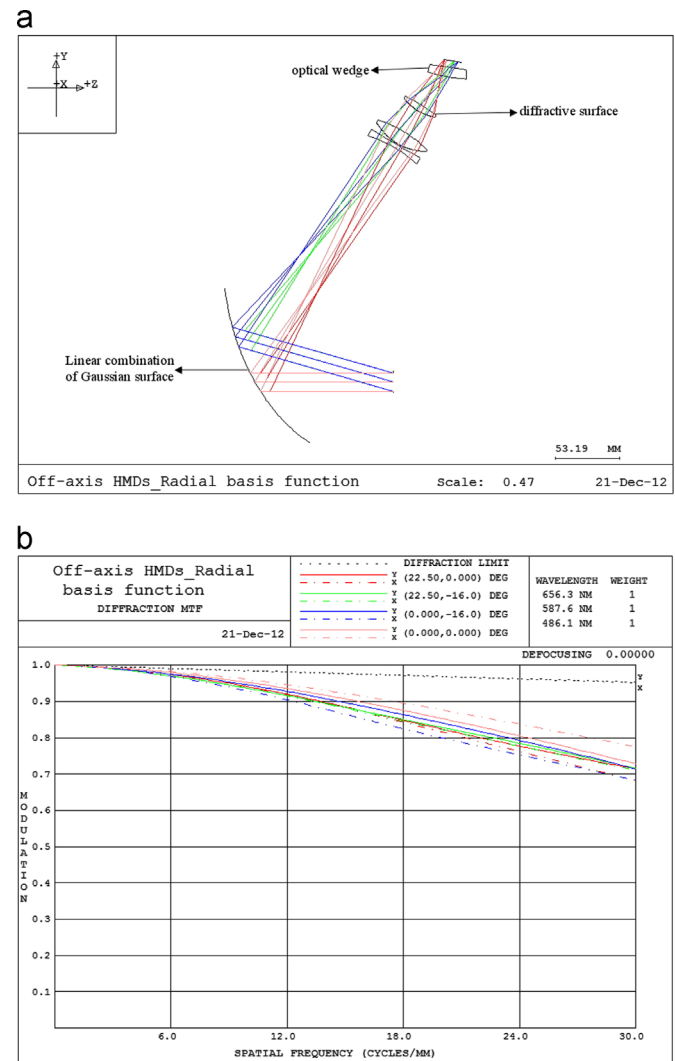 a
+Y
+X
+Z
optical wedge
diffractive surface
Linear combination
of Gaussian surface
53.19 MM
Off-axis HMDs_Radial basis function Scale: 0.47 21-Dec-12
b
Off-axis HMDs_Radial
basis function
DIFFRACTION MTF
21-Dec-12
DIFFRACTION LIMIT
Y
X (22.50,0.000) DEG
Y
X (22.50,-16.0) DEG
Y
X (0.000,-16.0) DEG
Y
X (0.000,0.000) DEG
WAVELENGTH WEIGHT
656.3 NM 1
587.6 NM 1
486.1 NM 1
DEFOCUSING 0.00000
1.0
0.9
0.8
0.7
0.6
0.5
0.4
0.3
0.2
0.1
MODULATION
Y
X
6.0 12.0 18.0 24.0 30.0
SPATIAL FREQUENCY (CYCLES/MM)